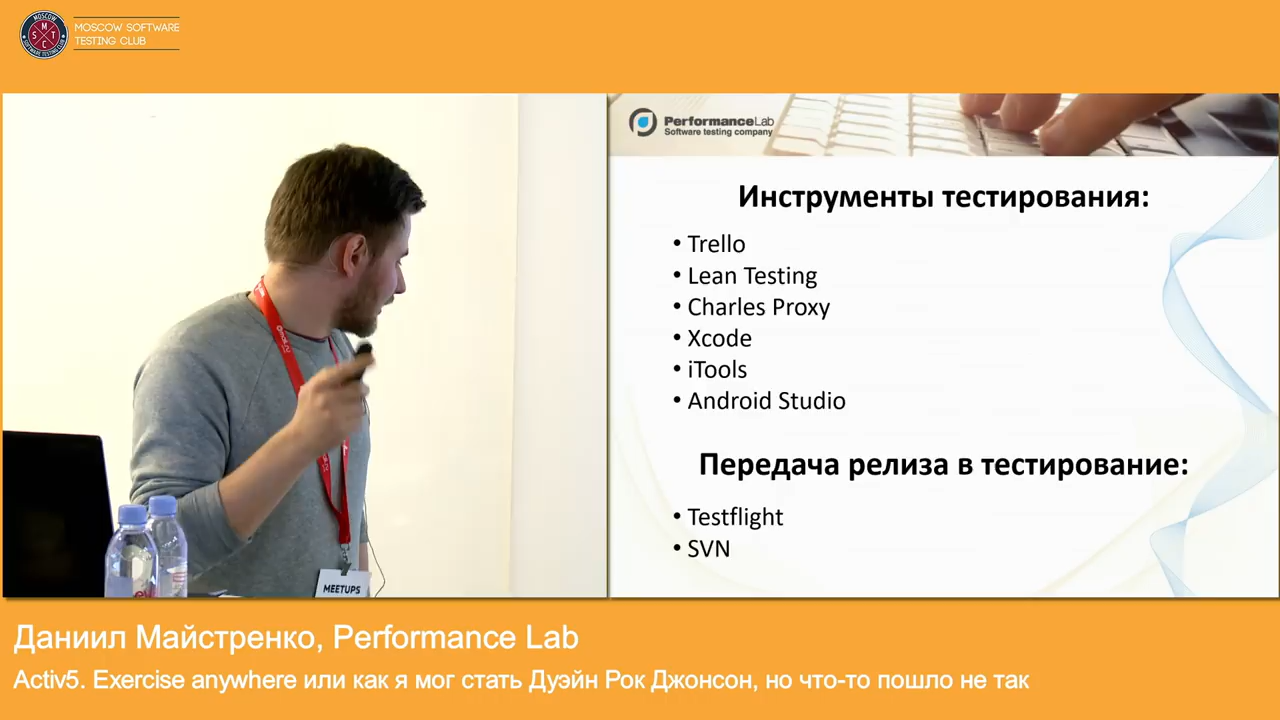 MOSCOW SOFTWARE
TESTING CLUB
PerformanceLab
Software testing company
Инструменты тестирования:
• Trello
• Lean Testing
• Charles Proxy
• Xcode
• iTools
• Android Studio
Передача релиза в тестирование:
• Testflight
• SVN
MEETUPS
Даниил Майстренко, Performance Lab
Activ5. Exercise anywhere или как я мог стать Дуэйн Рок Джонсон, но что-то пошло не так